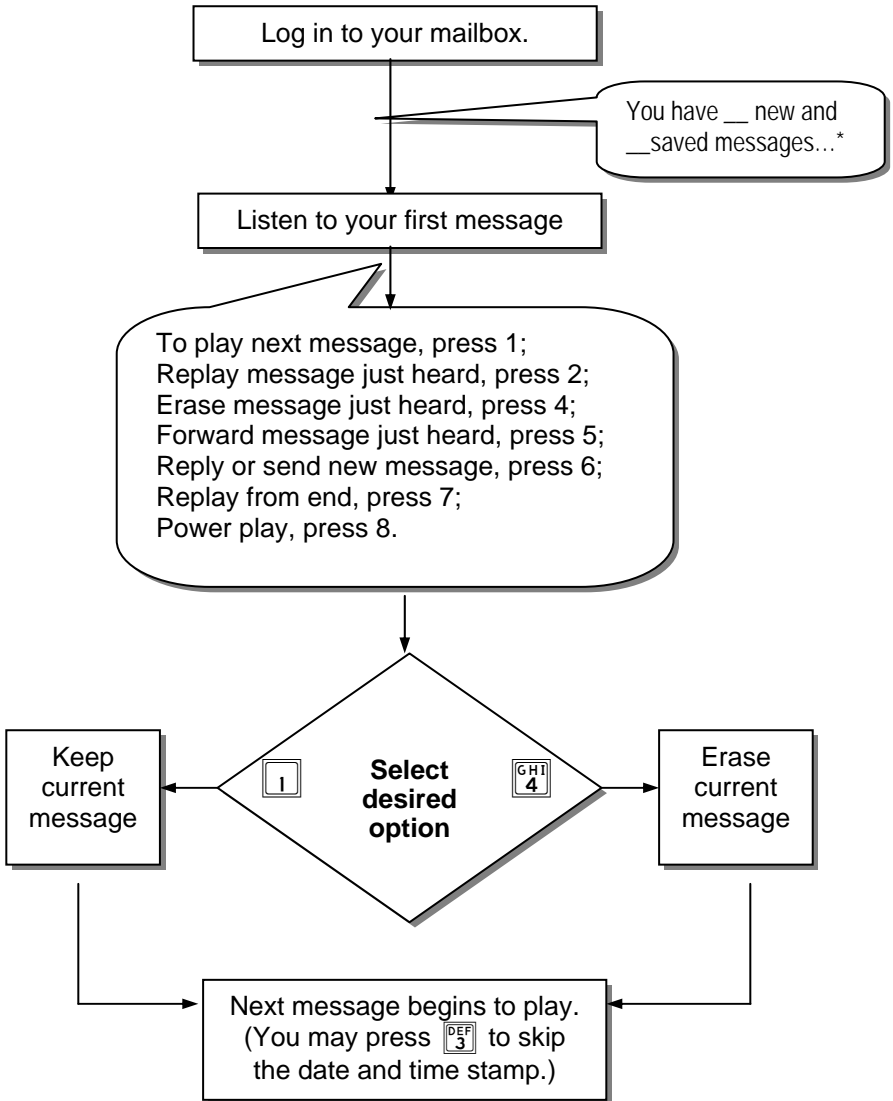 Log in to your mailbox.
You have __ new and
__saved messages…*
Listen to your first message
To play next message, press 1;
Replay message just heard, press 2;
Erase message just heard, press 4;
Forward message just heard, press 5;
Reply or send new message, press 6;
Replay from end, press 7;
Power play, press 8.
Keep
current
message
1
Select
desired
option
GHI
4
Erase
current
message
Next message begins to play.
(You may press DEF 3 to skip
the date and time stamp.)